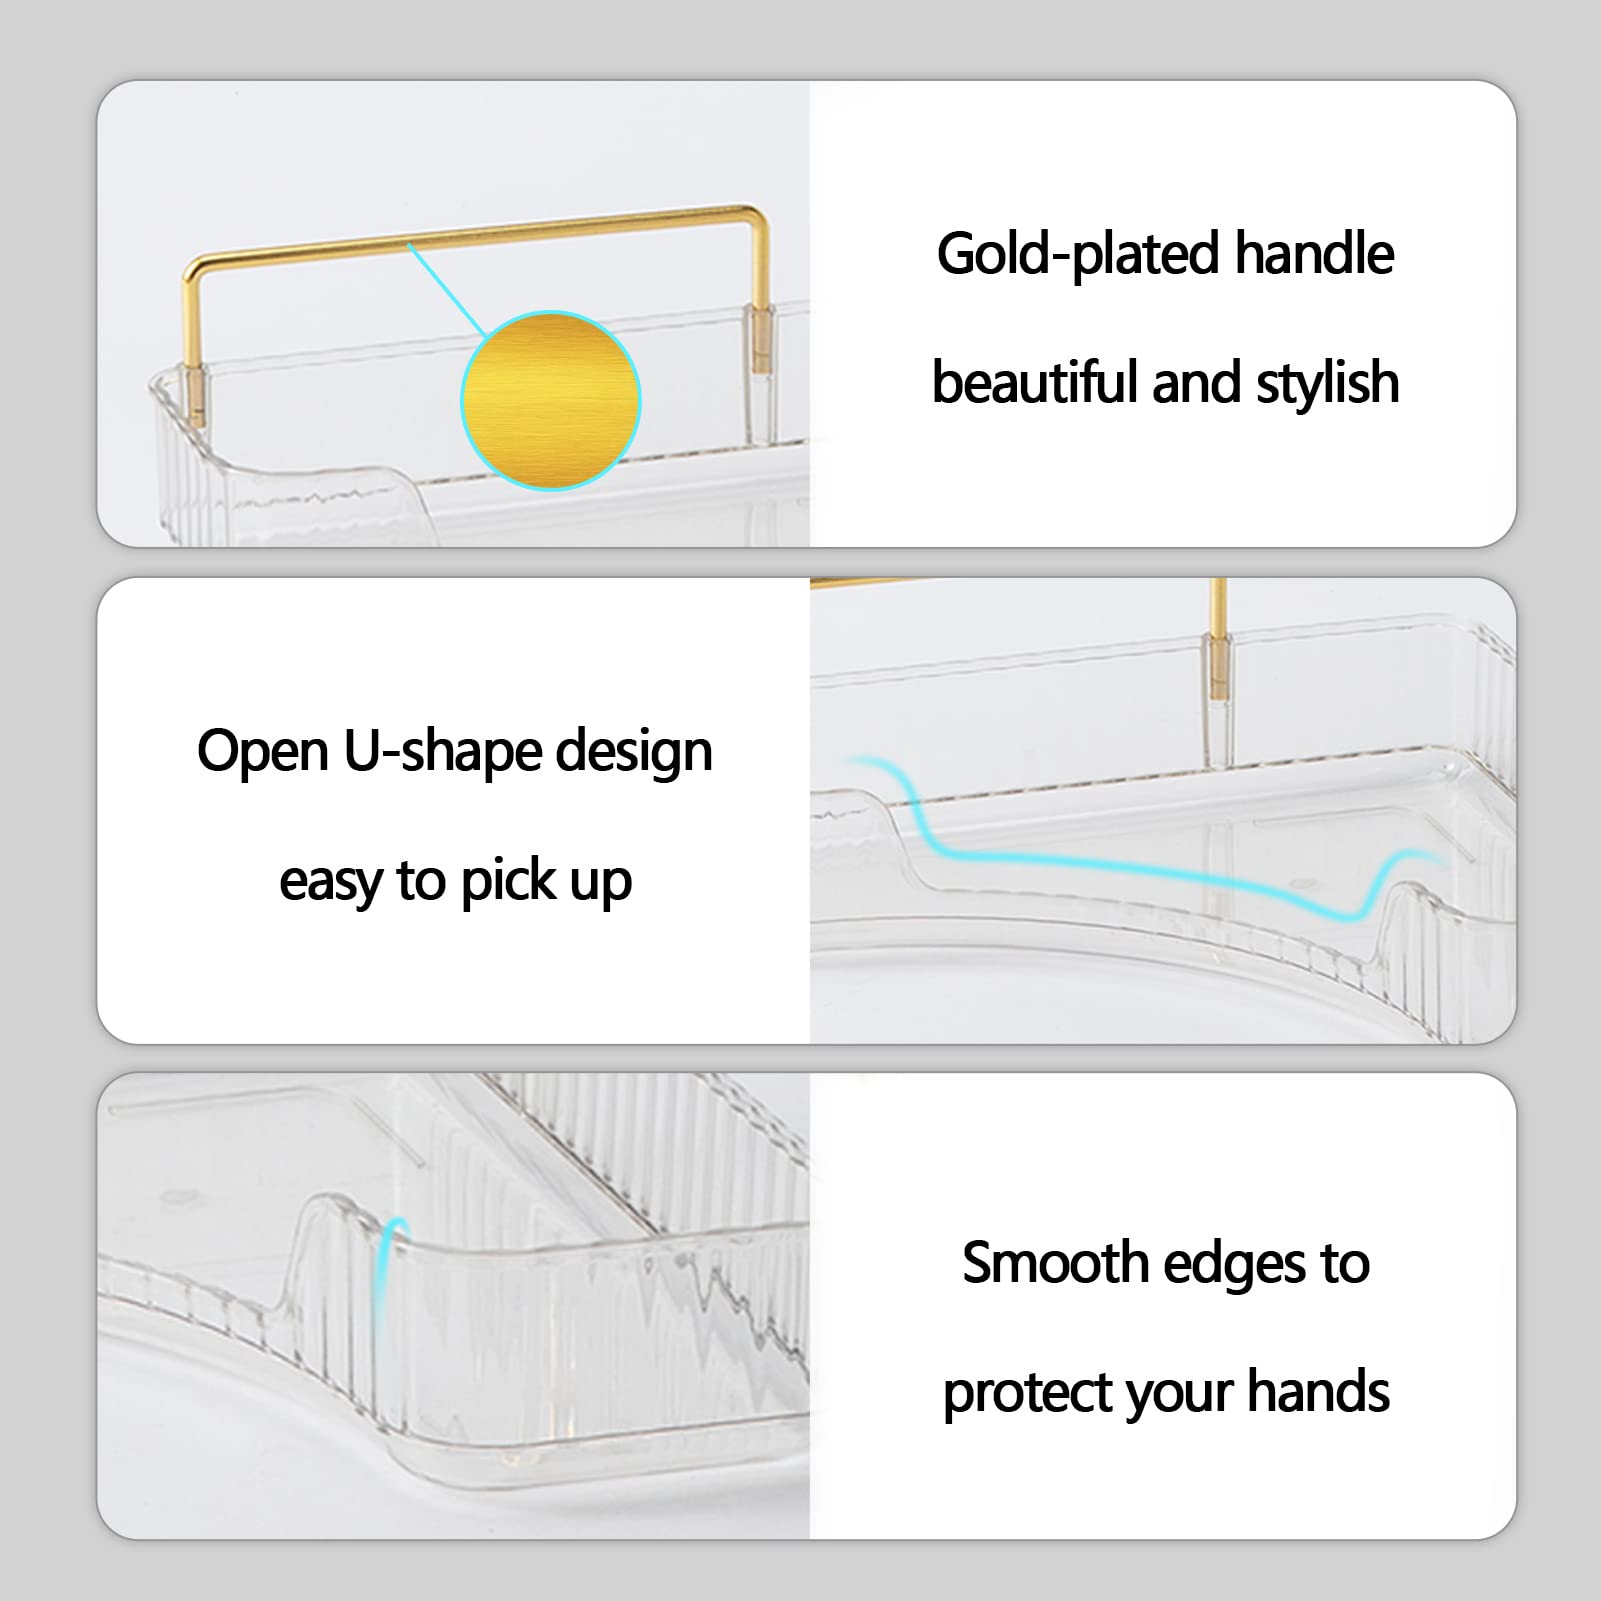 Gold-plated handle
beautiful and stylish
Open U-shape design
easy to pick up
Smooth edges to
protect your hands